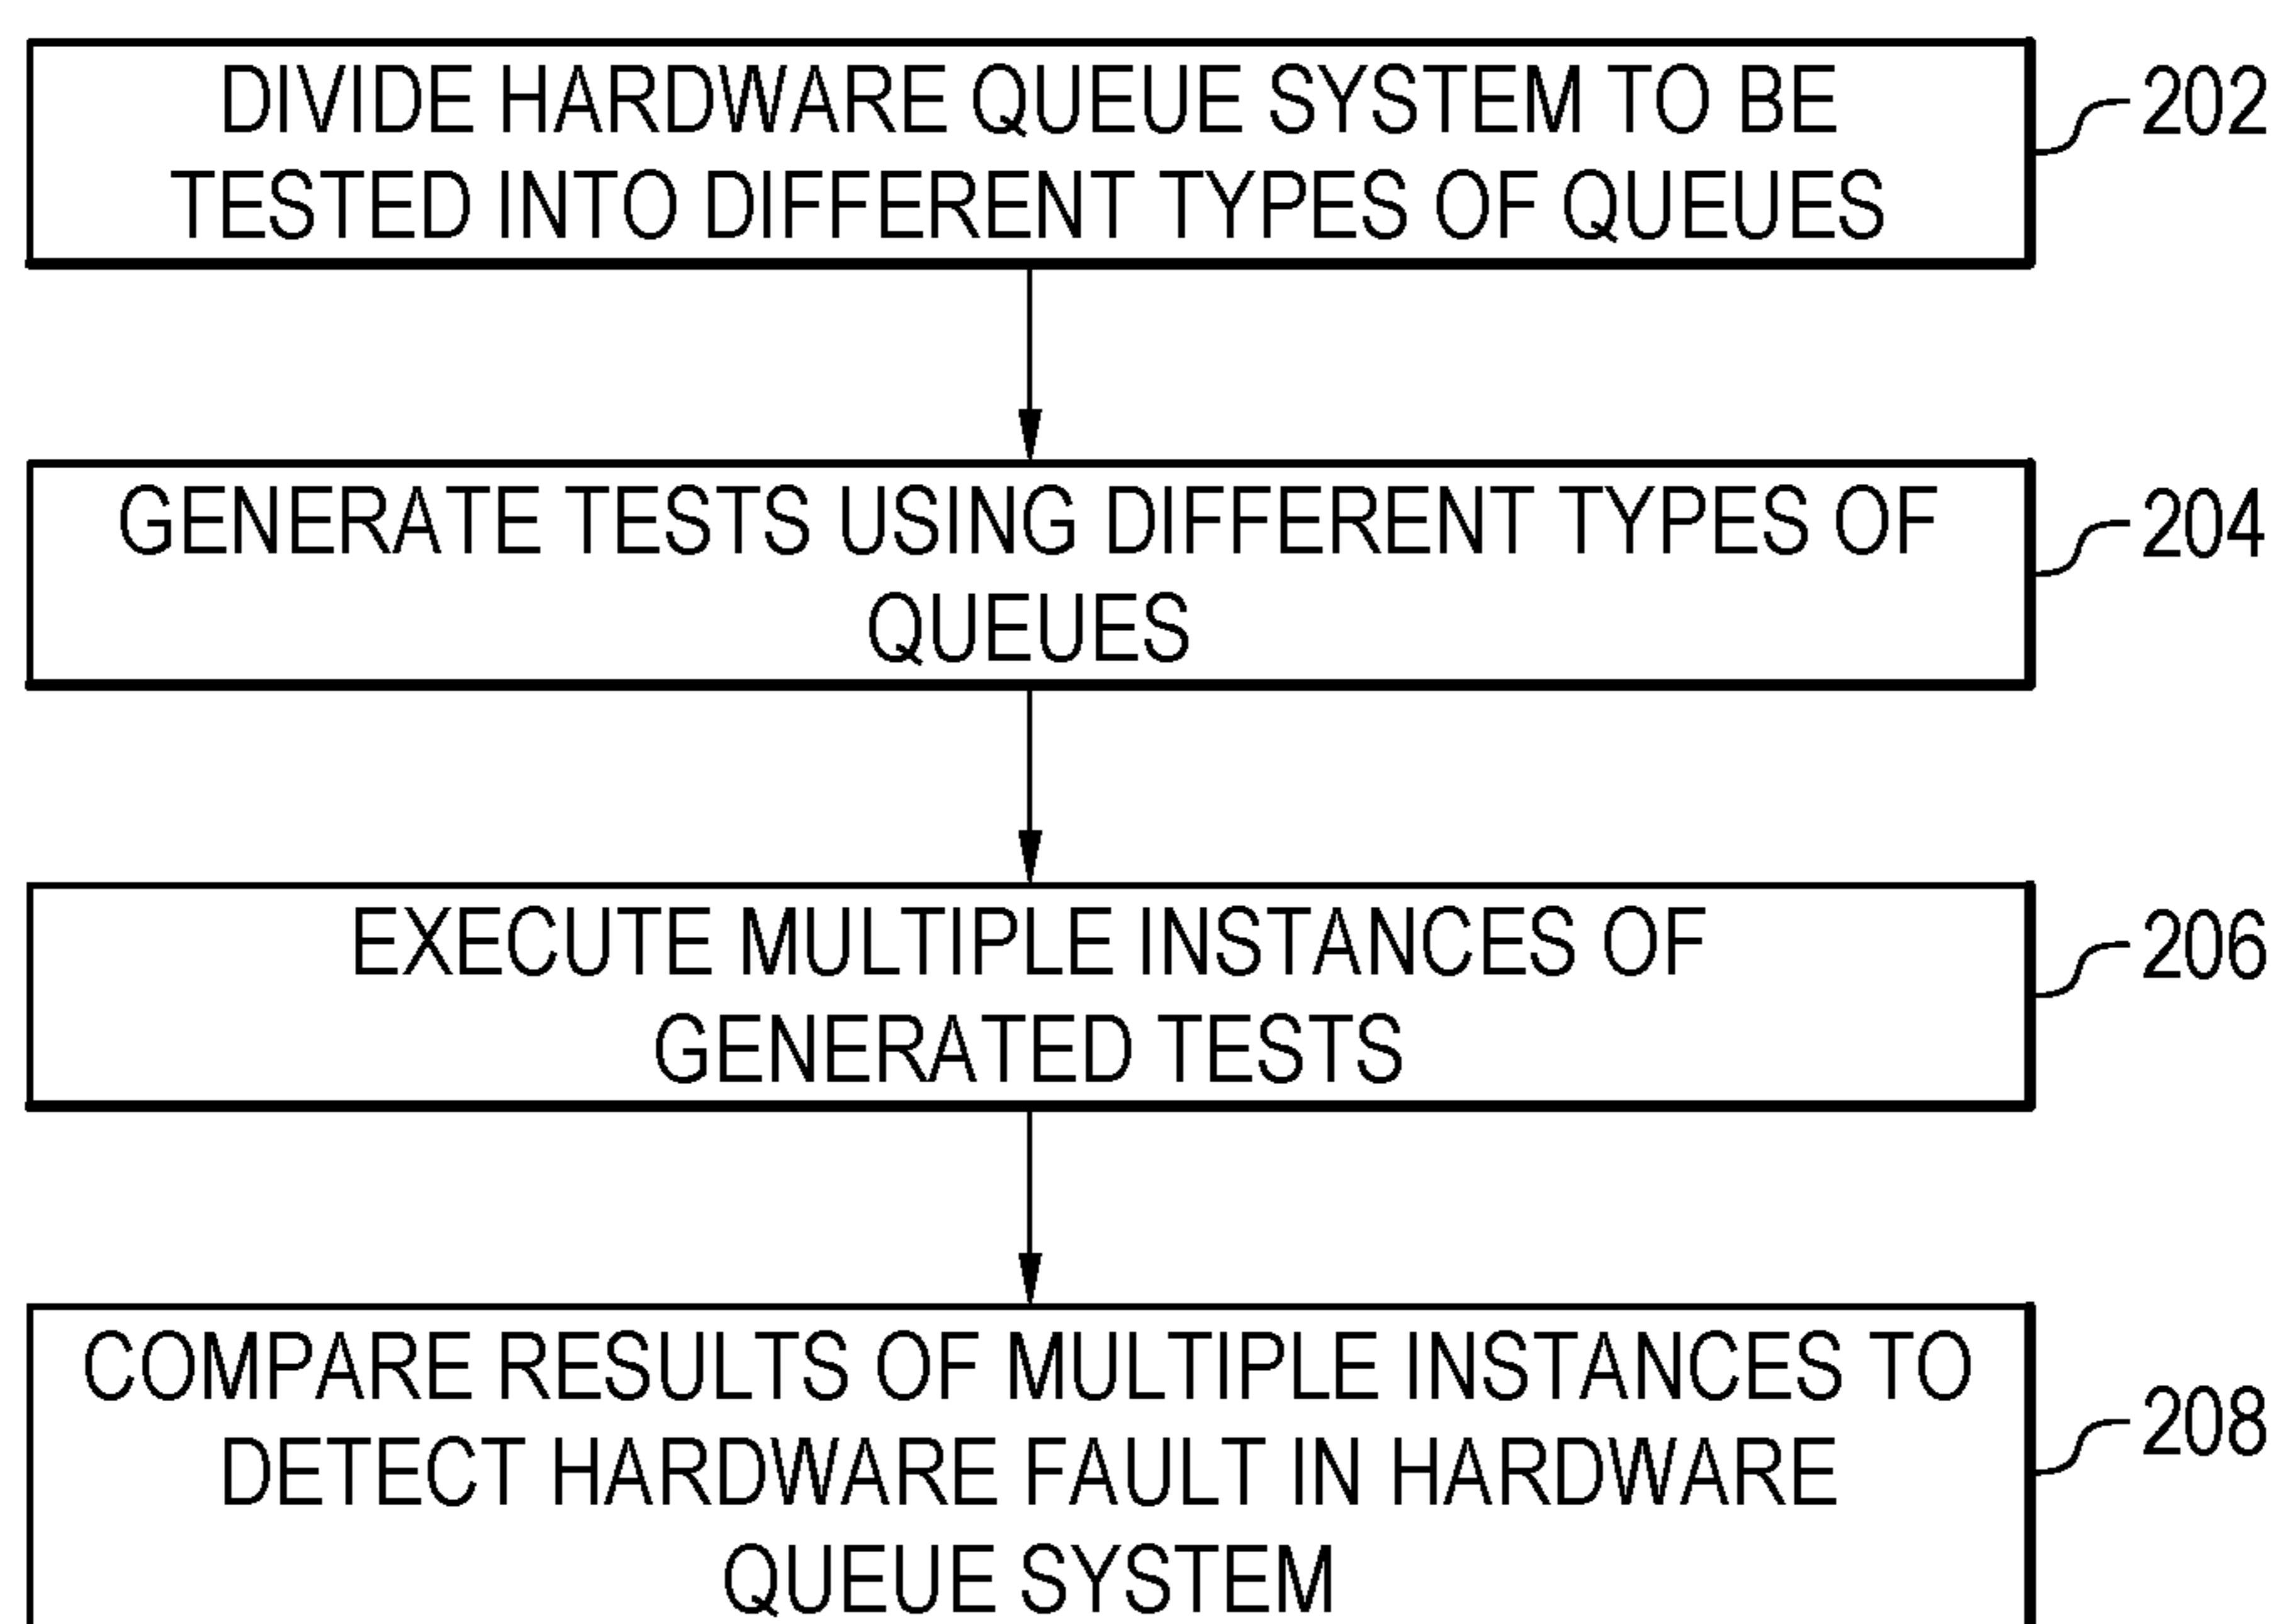 DIVIDE HARDWARE QUEUE SYSTEM TO BE
TESTED INTO DIFFERENT TYPES OF QUEUES
202
GENERATE TESTS USING DIFFERENT TYPES OF
QUEUES
204
EXECUTE MULTIPLE INSTANCES OF
GENERATED TESTS
206
COMPARE RESULTS OF MULTIPLE INSTANCES TO
DETECT HARDWARE FAULT IN HARDWARE
QUEUE SYSTEM
208